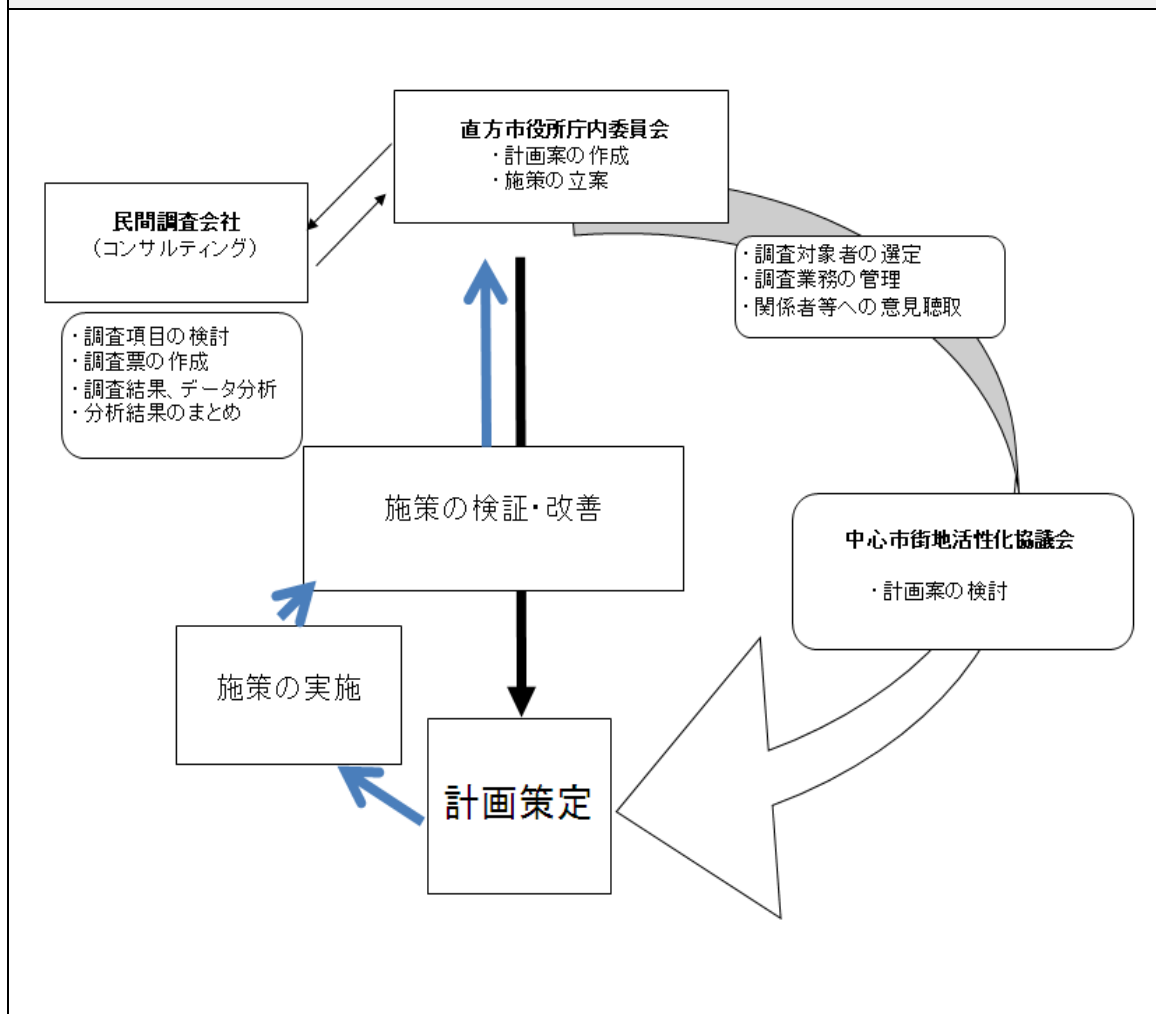 直方市役所庁内委員会
・計画案の作成
・施策の立案
民間調査会社
（コンサルティング）
・調査項目の検討
・調査票の作成
・調査結果、データ分析
・分析結果のまとめ
・調査対象者の選定
・調査業務の管理
・関係者等への意見聴取
施策の検証・改善
中心市街地活性化協議会
・計画案の検討
施策の実施
計画策定